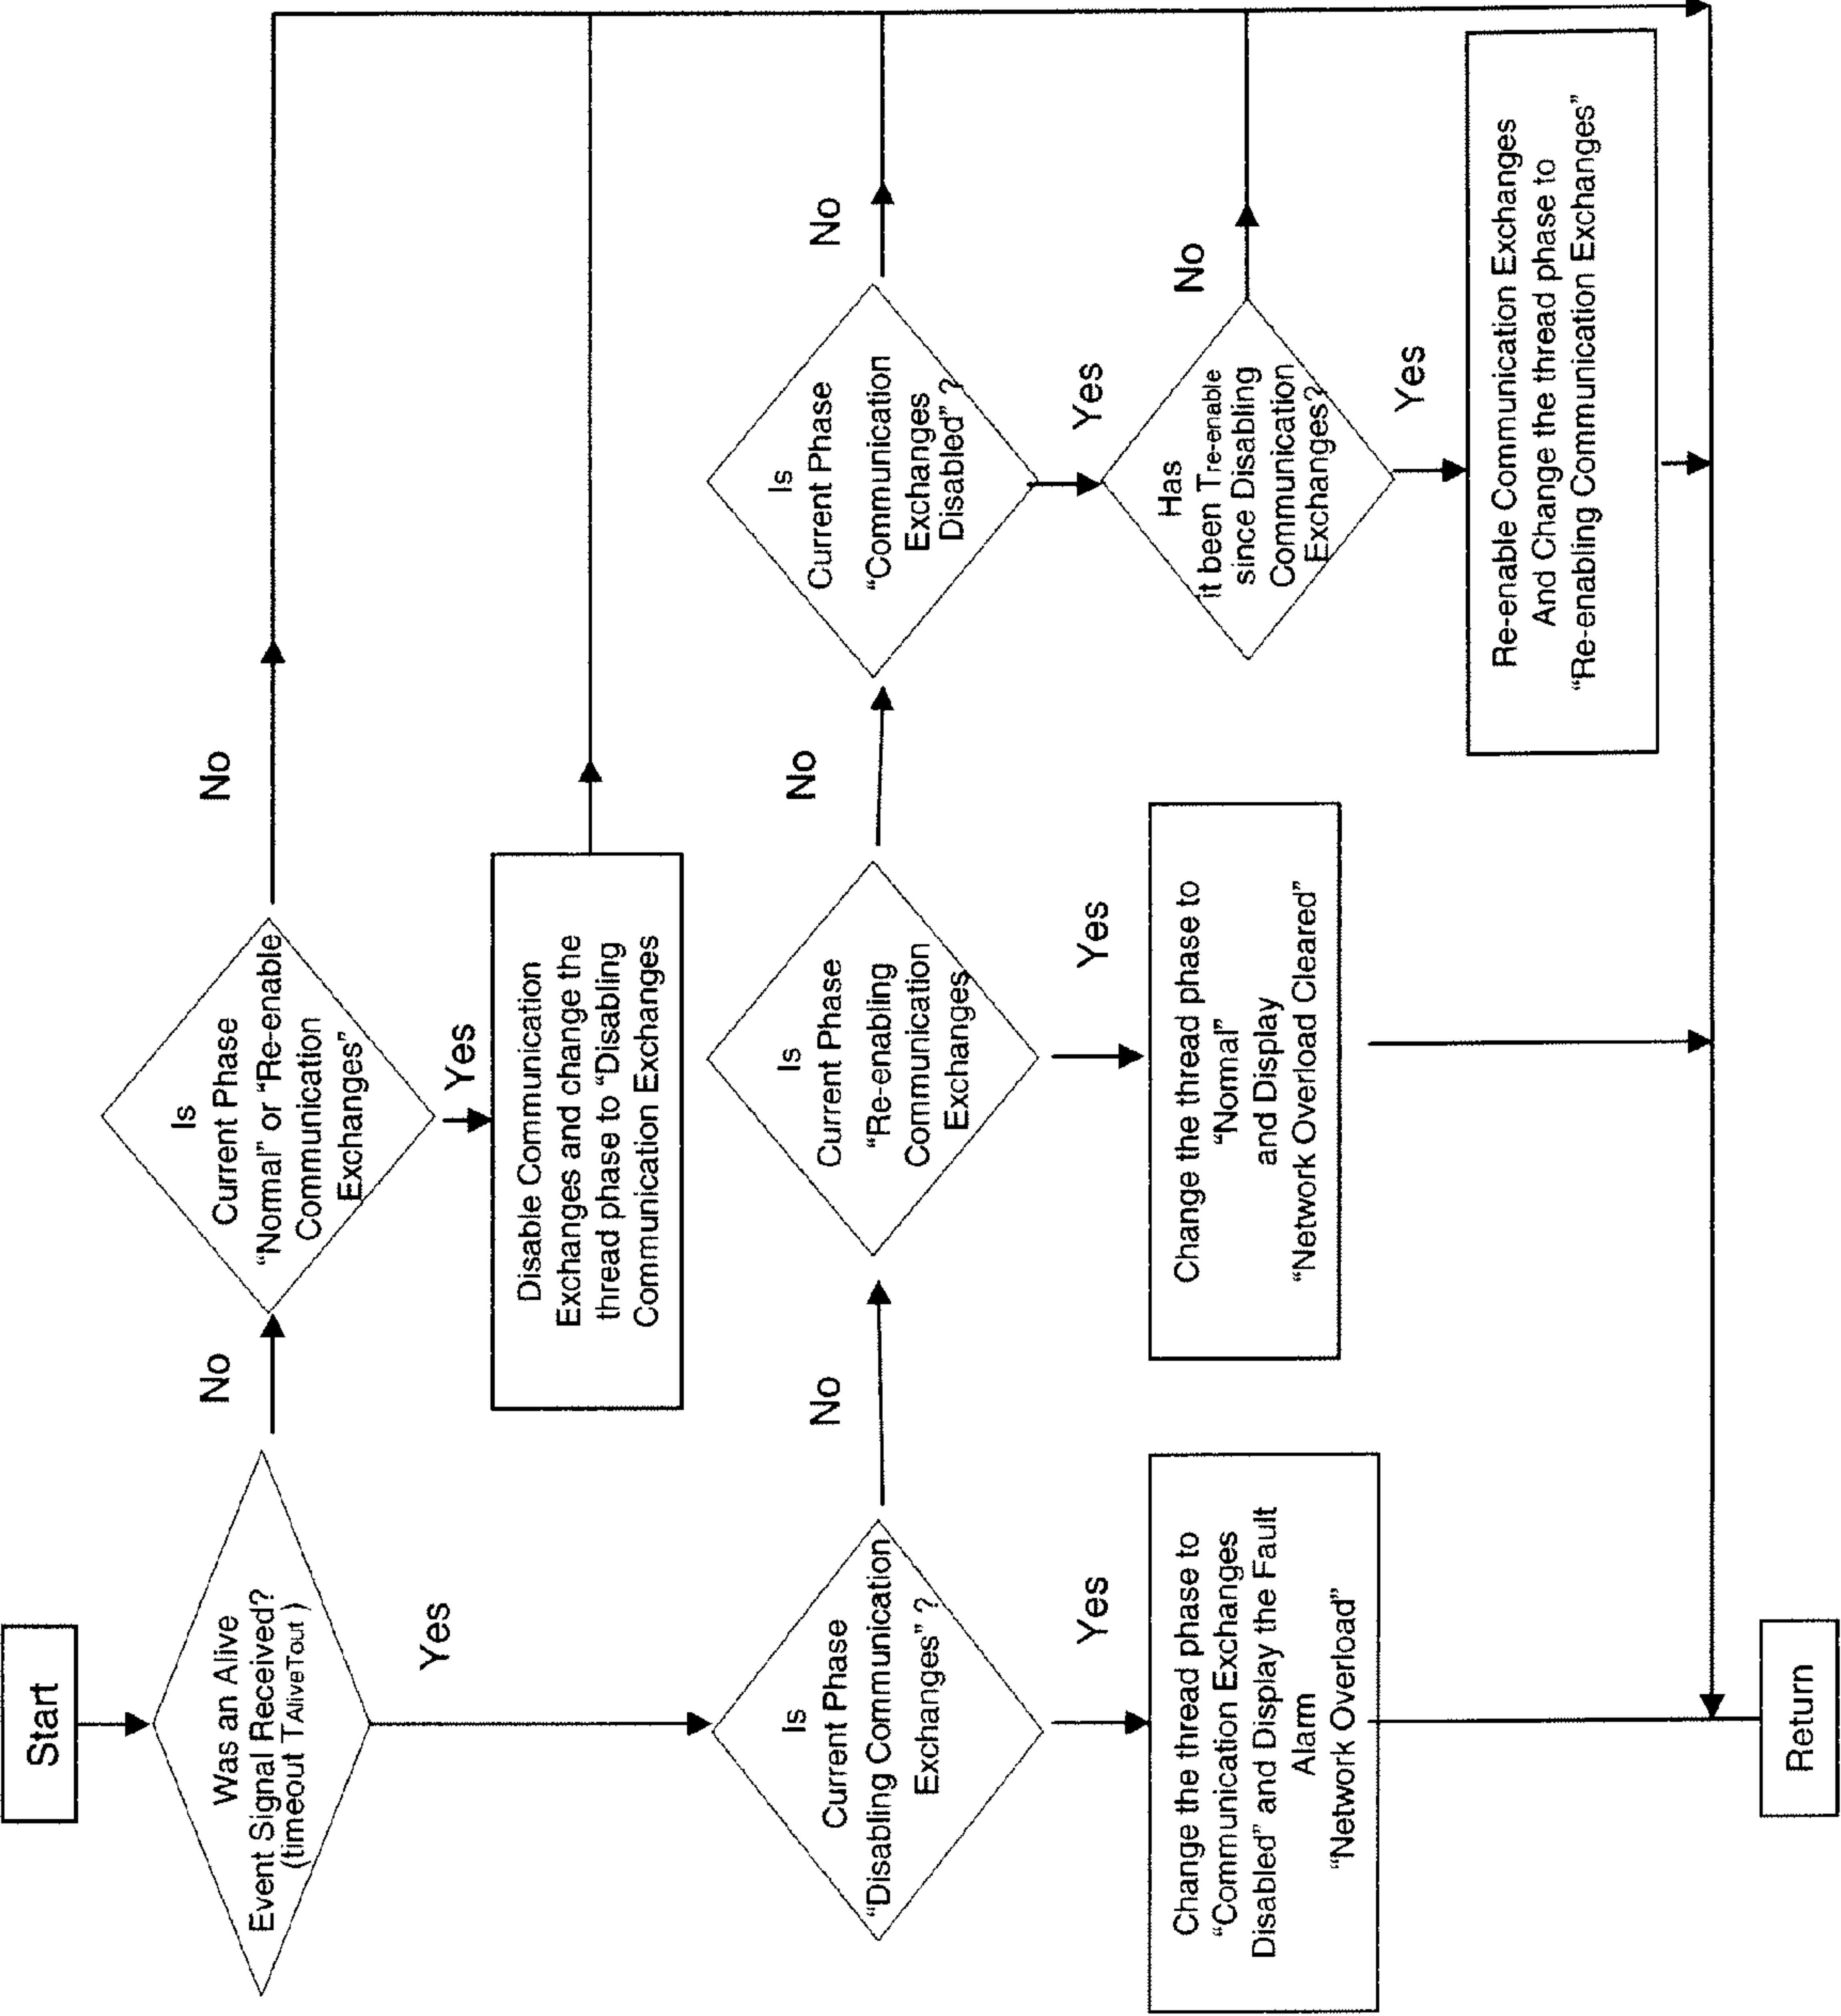 Start
Was an Alive
Event Signal Received?
(timeout TAliveTout)
No
Yes
Is
Current Phase
“Normal” or “Re-enable
Communication
Exchanges”
No
Yes
Disable Communication
Exchanges and change the
thread phase to “Disabling
Communication Exchanges
Is
Current Phase
“Disabling Communication
Exchanges” ?
No
Yes
Change the thread phase to
“Communication Exchanges
Disabled” and Display the Fault
Alarm
“Network Overload”
Is
Current Phase
“Re-enabling
Communication
Exchanges
No
Yes
Change the thread phase to
“Normal”
and Display
“Network Overload Cleared”
Is
Current Phase
“Communication
Exchanges
Disabled” ?
No
Yes
Has
it been Tre-enable
since Disabling
Communication
Exchanges?
No
Yes
Re-enable Communication Exchanges
And Change the thread phase to
“Re-enabling Communication Exchanges”
Return